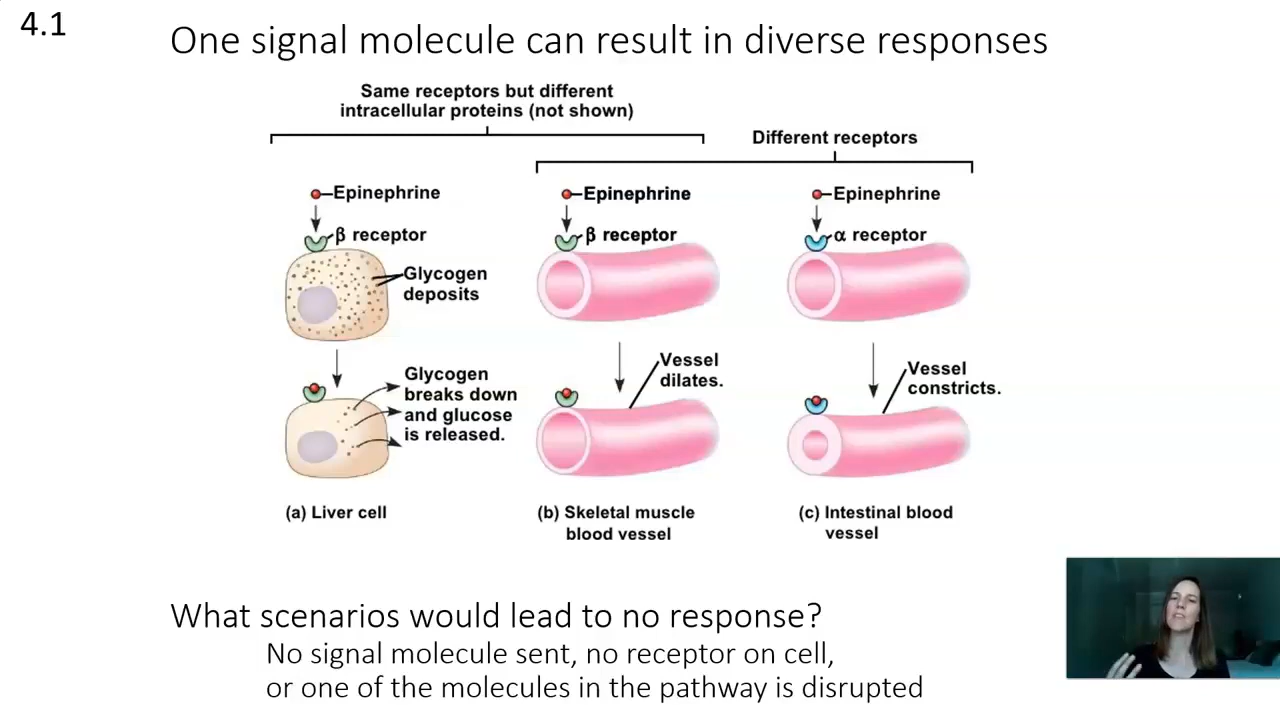 4.1
One signal molecule can result in diverse responses
Same receptors but different
intracellular proteins (not shown)
Different receptors
Epinephrine
β receptor
Glycogen
deposits
Glycogen
breaks down
and glucose
is released.
(a) Liver cell
Epinephrine
β receptor
Vessel
dilates.
(b) Skeletal muscle
blood vessel
Epinephrine
α receptor
Vessel
constricts.
(c) Intestinal blood
vessel
What scenarios would lead to no response?
No signal molecule sent, no receptor on cell,
or one of the molecules in the pathway is disrupted